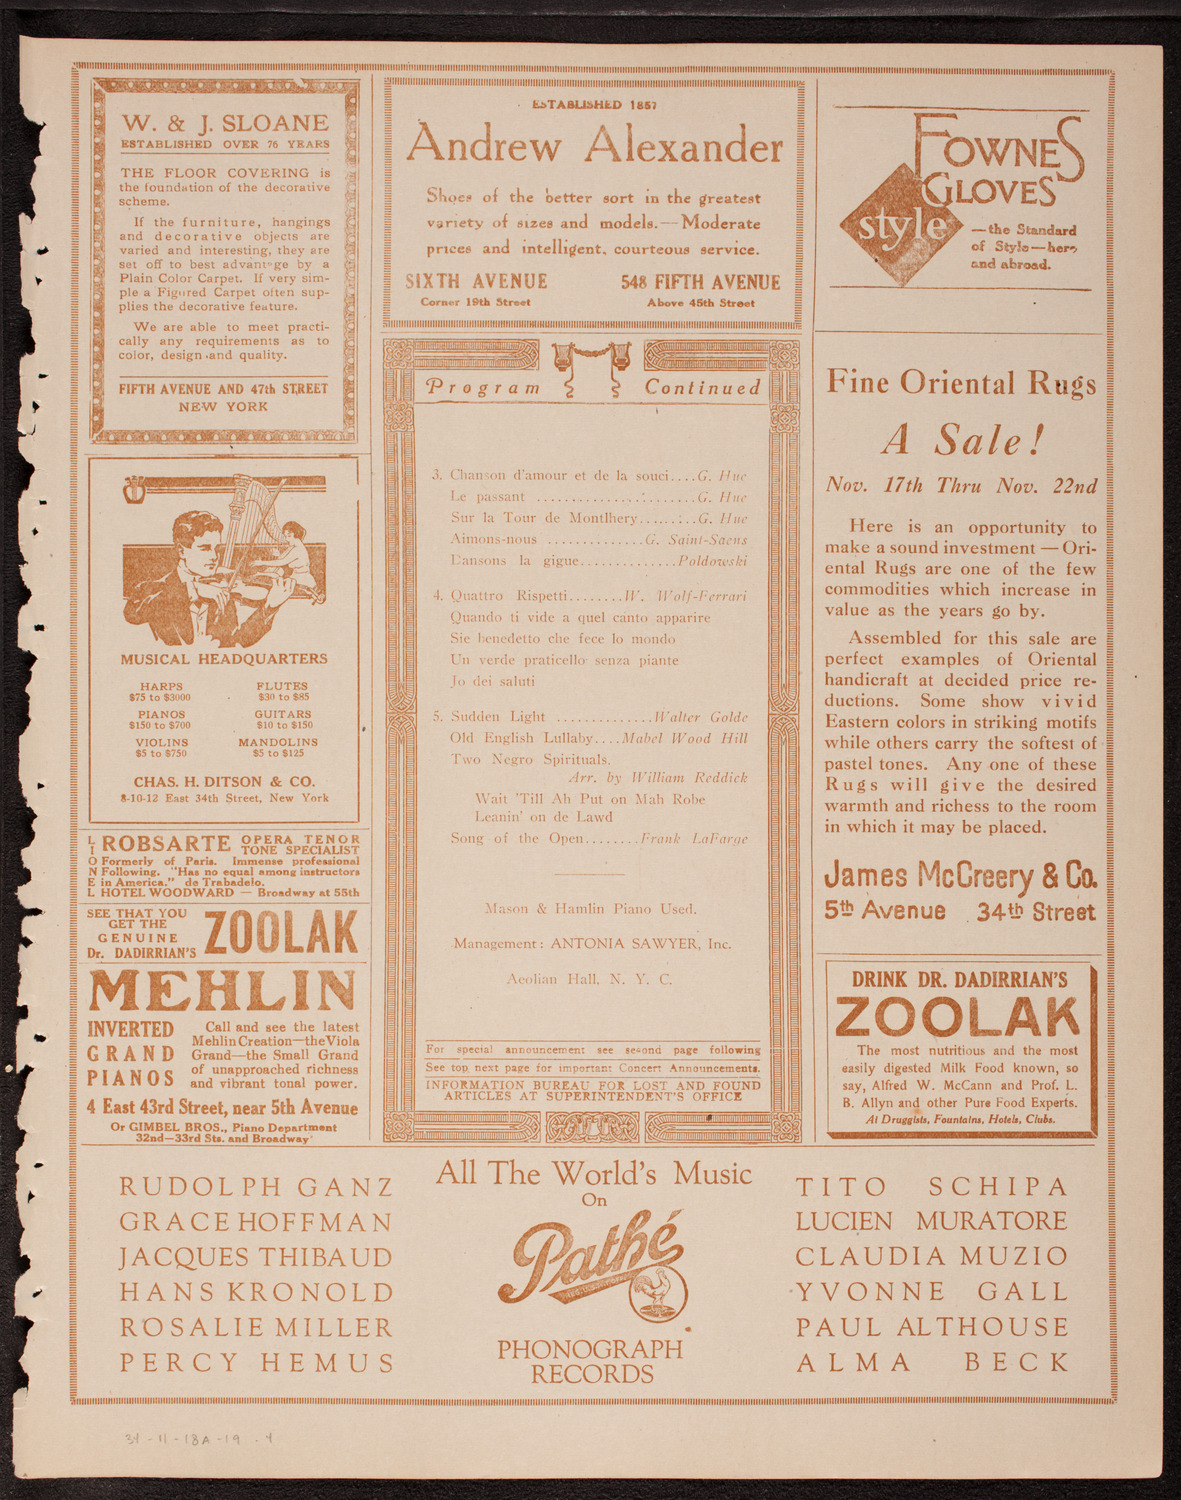 W. & J. SLOANE
ESTABLISHED OVER 76 YEARS
THE FLOOR COVERING is
the foundation of the decorative
scheme.
If the furniture, hangings
and decorative objects are
varied and interesting, they are
set off to best advantage by a
Plain Color Carpet. If very sim-
ple a Figured Carpet often sup-
plies the decorative feature.
We are able to meet practi-
cally any requirements as to
color, design and quality.
FIFTH AVENUE AND 47th STREET
NEW YORK
MUSICAL HEADQUARTERS
HARPS
$75 to $3000
FLUTES
$30 to $85
PIANOS
$150 to $700
GUITARS
$10 to $150
VIOLINS
$5 to $750
MANDOLINS
$5 to $125
CHAS. H. DITSON & CO.
8-10-12 East 34th Street, New York
LIONEL ROBSARTE OPERA TENOR
TONE SPECIALIST
Formerly of Paris. Immense professional
Following. "Has no equal among instructors
in America." de Trabadelo.
HOTEL WOODWARD — Broadway at 55th
SEE THAT YOU
GET THE
GENUINE
Dr. DADIRRIAN'S
ZOOLAK
MEHLIN
INVERTED
GRAND
PIANOS
Call and see the latest
Mehlin Creation—the Viola
Grand—the Small Grand
of unapproached richness
and vibrant tonal power.
4 East 43rd Street, near 5th Avenue
Or GIMBEL BROS., Piano Department
32nd—33rd Sts. and Broadway
ESTABLISHED 1857
Andrew Alexander
Shoes of the better sort in the greatest
variety of sizes and models.—Moderate
prices and intelligent, courteous service.
SIXTH AVENUE
Corner 19th Street
548 FIFTH AVENUE
Above 45th Street
Program Continued
3. Chanson d'amour et de la souci....G. Hue
Le passant ....................G. Hue
Sur la Tour de Montlhery........G. Hue
Aimons-nous ..............G. Saint-Saens
Dansons la gigue..............Poldowski
4. Quattro Rispetti........W. Wolf-Ferrari
Quando ti vide a quel canto apparire
Sie benedetto che fece lo mondo
Un verde praticello senza piante
Jo dei saluti
5. Sudden Light ..............Walter Golde
Old English Lullaby....Mabel Wood Hill
Two Negro Spirituals.
Arr. by William Reddick
Wait 'Till Ah Put on Mah Robe
Leanin' on de Lawd
Song of the Open........Frank LaFarge
Mason & Hamlin Piano Used.
Management: ANTONIA SAWYER, Inc.
Aeolian Hall, N. Y. C.
For special announcement see second page following
See top next page for important Concert Announcements.
INFORMATION BUREAU FOR LOST AND FOUND
ARTICLES AT SUPERINTENDENT'S OFFICE
FOWNES
GLOVES
style
—the Standard
of Style—here
and abroad.
Fine Oriental Rugs
A Sale!
Nov. 17th Thru Nov. 22nd
Here is an opportunity to
make a sound investment — Ori-
ental Rugs are one of the few
commodities which increase in
value as the years go by.
Assembled for this sale are
perfect examples of Oriental
handicraft at decided price re-
ductions. Some show vivid
Eastern colors in striking motifs
while others carry the softest of
pastel tones. Any one of these
Rugs will give the desired
warmth and richess to the room
in which it may be placed.
James McCreery & Co.
5th Avenue 34th Street
DRINK DR. DADIRRIAN'S
ZOOLAK
The most nutritious and the most
easily digested Milk Food known, so
say, Alfred W. McCann and Prof. L.
B. Allyn and other Pure Food Experts.
At Druggists, Fountains, Hotels, Clubs.
RUDOLPH GANZ
GRACE HOFFMAN
JACQUES THIBAUD
HANS KRONOLD
ROSALIE MILLER
PERCY HEMUS
All The World's Music
On
Pathé
PHONOGRAPH
RECORDS
TITO SCHIPA
LUCIEN MURATORE
CLAUDIA MUZIO
YVONNE GALL
PAUL ALTHOUSE
ALMA BECK
34-11-18A-19-4